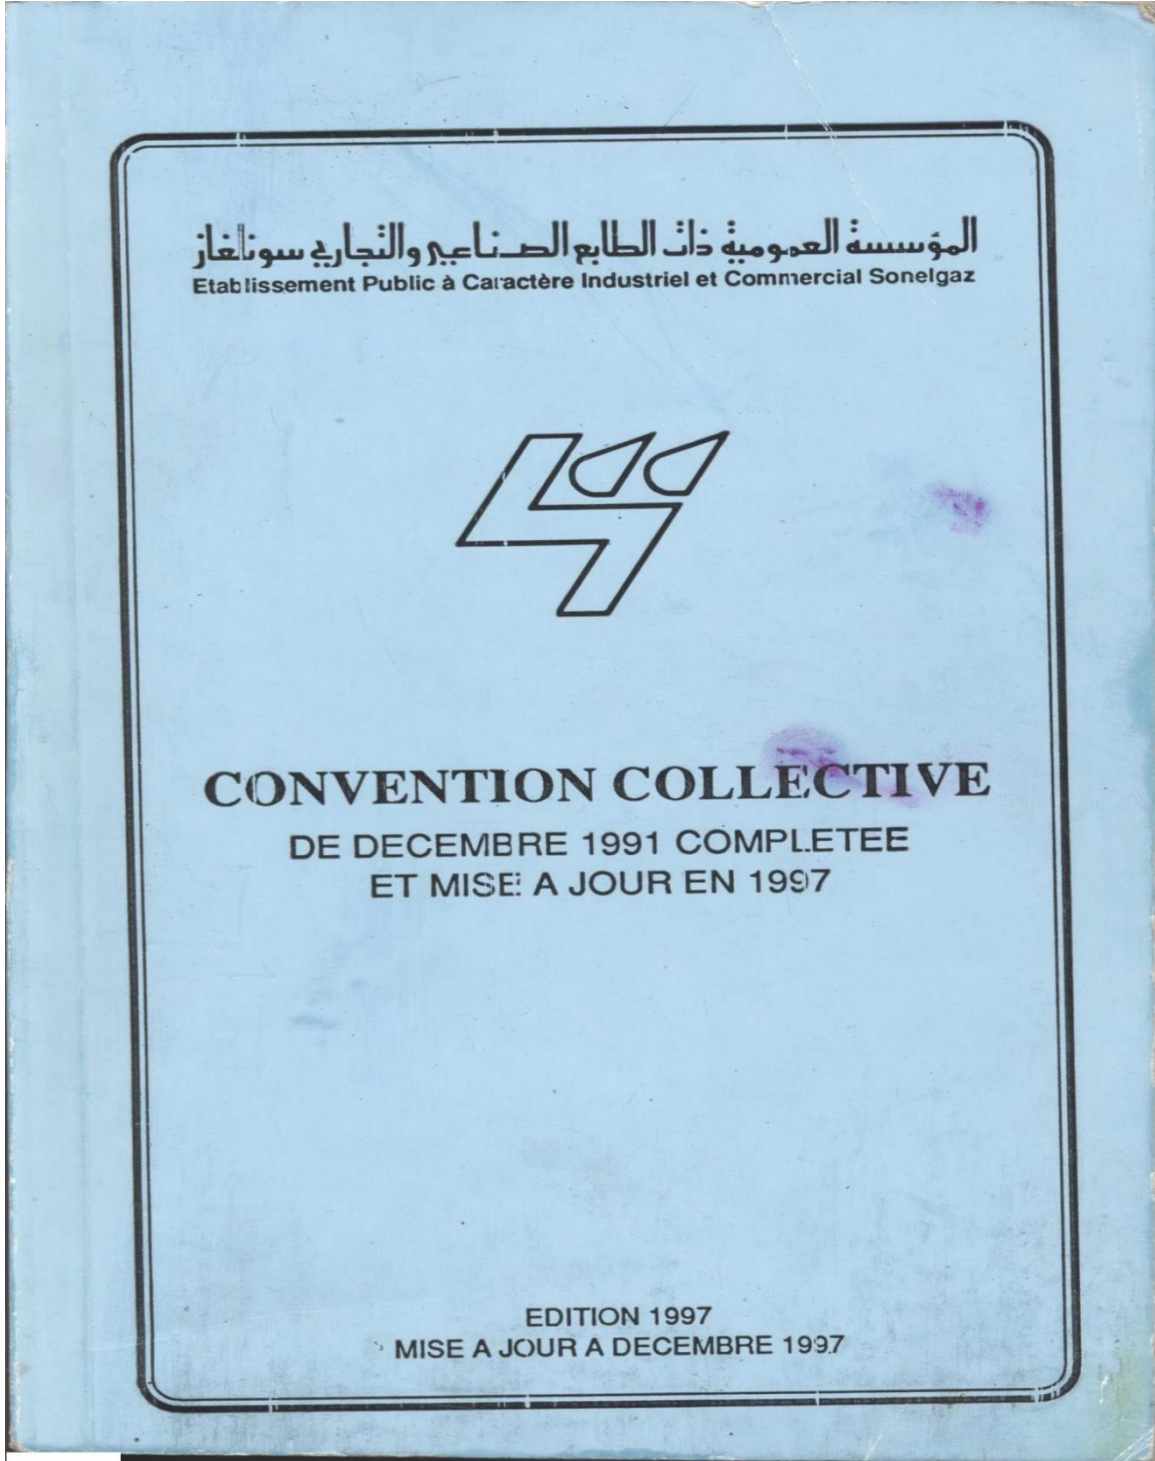 المؤسسة العمومية ذات الطابع الصناعي والتجاري سونلغاز
Etablissement Public à Caractère Industriel et Commercial Sonelgaz
CONVENTION COLLECTIVE
DE DECEMBRE 1991 COMPLETEE
ET MISE A JOUR EN 1997
EDITION 1997
MISE A JOUR A DECEMBRE 1997